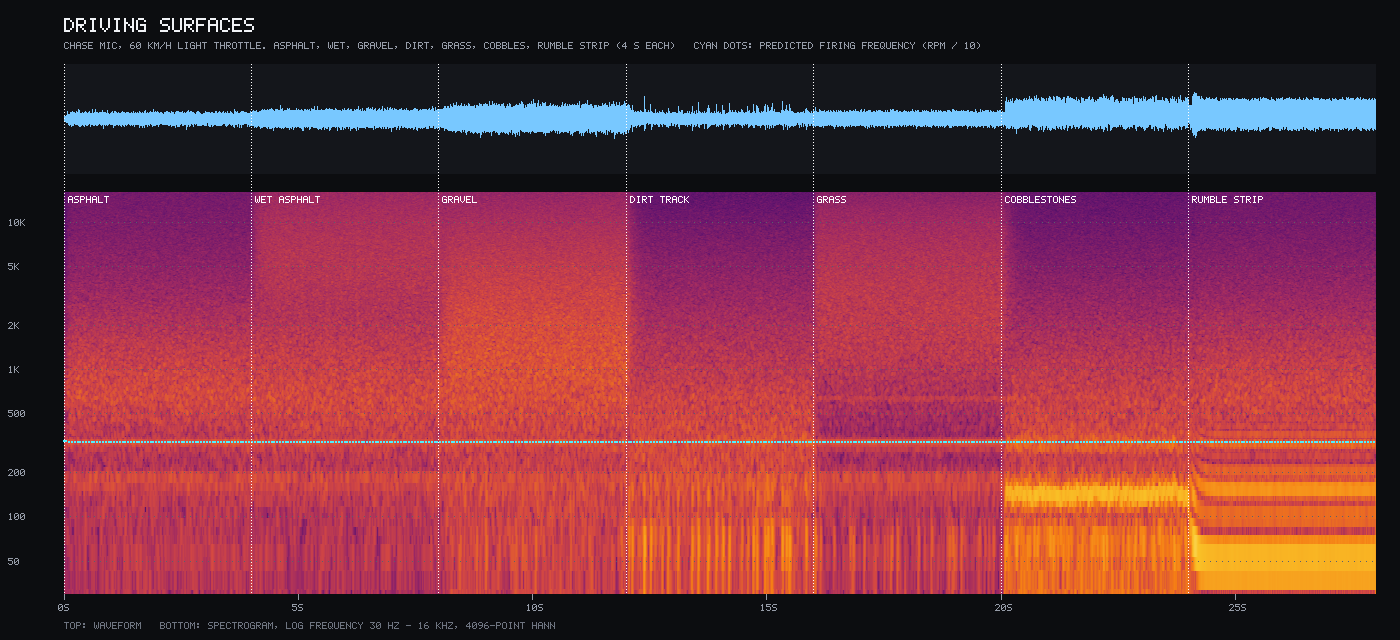 DRIVING SURFACES
CHASE MIC, 60 KM/H LIGHT THROTTLE. ASPHALT, WET, GRAVEL, DIRT, GRASS, COBBLES, RUMBLE STRIP (4 S EACH)   CYAN DOTS: PREDICTED FIRING FREQUENCY (RPM / 10)
ASPHALT WET ASPHALT GRAVEL DIRT TRACK GRASS COBBLESTONES RUMBLE STRIP
10K
5K
2K
1K
500
200
100
50
0S 5S 10S 15S 20S 25S
TOP: WAVEFORM   BOTTOM: SPECTROGRAM, LOG FREQUENCY 30 HZ - 16 KHZ, 4096-POINT HANN